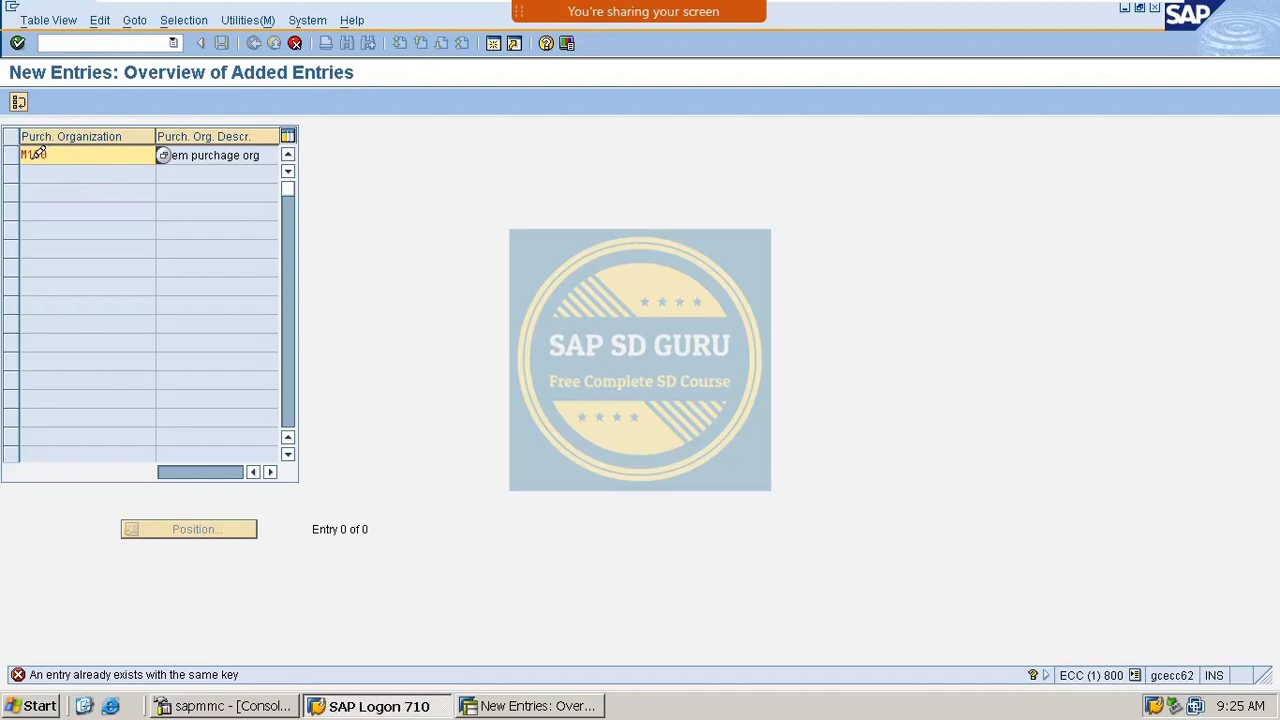 You're sharing your screen
Table View Edit Goto Selection Utilities(M) System Help
SAP
New Entries: Overview of Added Entries
Purch. Organization Purch. Org. Descr.
em purchage org
SAP SD GURU
Free Complete SD Course
Position... Entry 0 of 0
An entry already exists with the same key
ECC (1) 800 gcecc62 INS
Start sapmmc - [Consol... SAP Logon 710 New Entries: Over... 9:25 AM